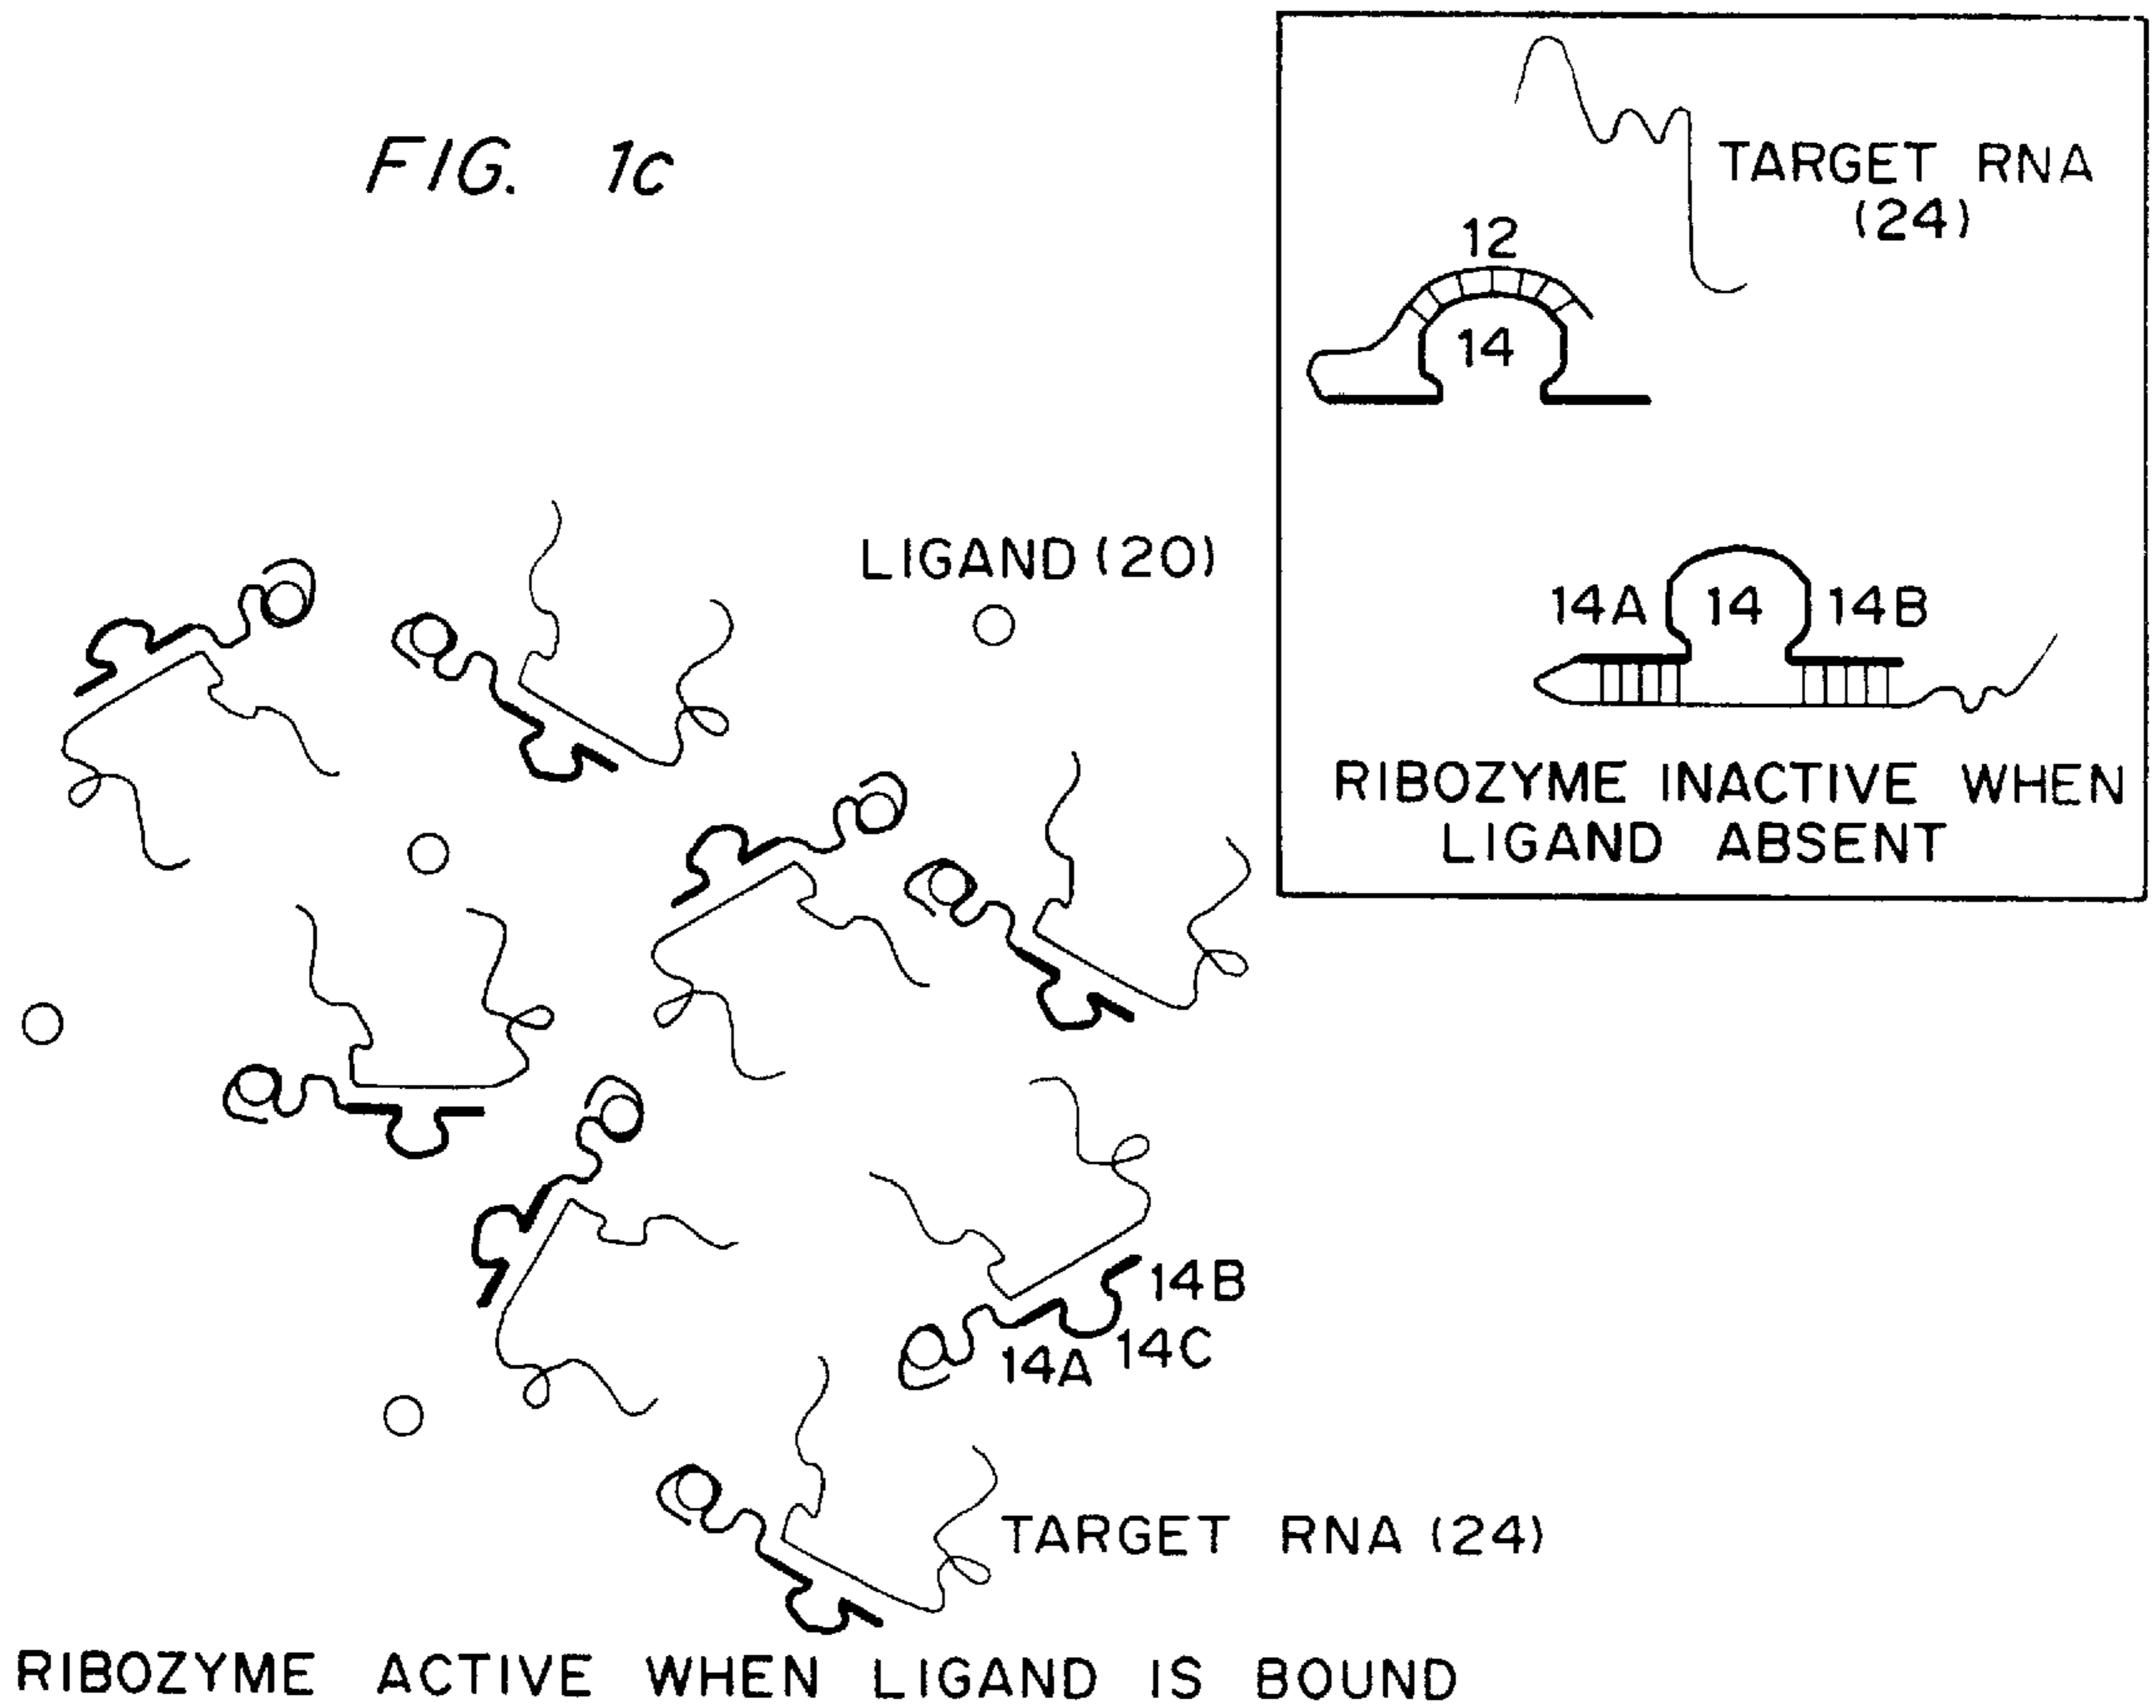 FIG. 1c
TARGET RNA
(24)
12
14
LIGAND (20)
14A 14 14B
RIBOZYME INACTIVE WHEN
LIGAND ABSENT
14B
14C
14A
TARGET RNA (24)
RIBOZYME ACTIVE WHEN LIGAND IS BOUND